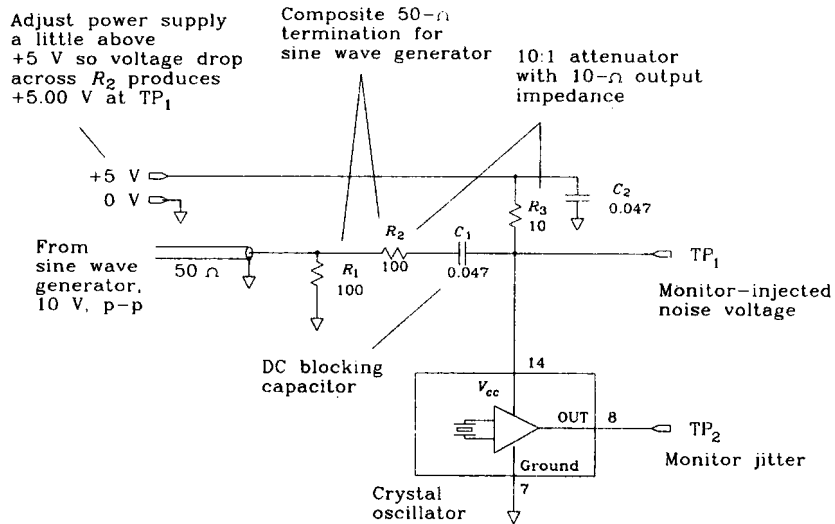 Adjust power supply
a little above
+5 V so voltage drop
across R2 produces
+5.00 V at TP1
Composite 50-Ω
termination for
sine wave generator
10:1 attenuator
with 10-Ω output
impedance
+5 V
0 V
C2
0.047
R3
10
From
sine wave
generator,
10 V, p-p
50 Ω
R1
100
R2
100
C1
0.047
TP1
Monitor-injected
noise voltage
DC blocking
capacitor
14
Vcc
OUT
8
TP2
Monitor jitter
Ground
7
Crystal
oscillator